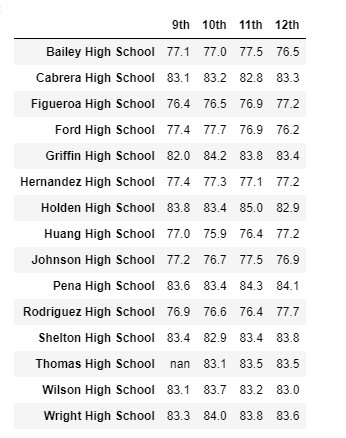 9th 10th 11th 12th
Bailey High School 77.1 77.0 77.5 76.5
Cabrera High School 83.1 83.2 82.8 83.3
Figueroa High School 76.4 76.5 76.9 77.2
Ford High School 77.4 77.7 76.9 76.2
Griffin High School 82.0 84.2 83.8 83.4
Hernandez High School 77.4 77.3 77.1 77.2
Holden High School 83.8 83.4 85.0 82.9
Huang High School 77.0 75.9 76.4 77.2
Johnson High School 77.2 76.7 77.5 76.9
Pena High School 83.6 83.4 84.3 84.1
Rodriguez High School 76.9 76.6 76.4 77.7
Shelton High School 83.4 82.9 83.4 83.8
Thomas High School nan 83.1 83.5 83.5
Wilson High School 83.1 83.7 83.2 83.0
Wright High School 83.3 84.0 83.8 83.6